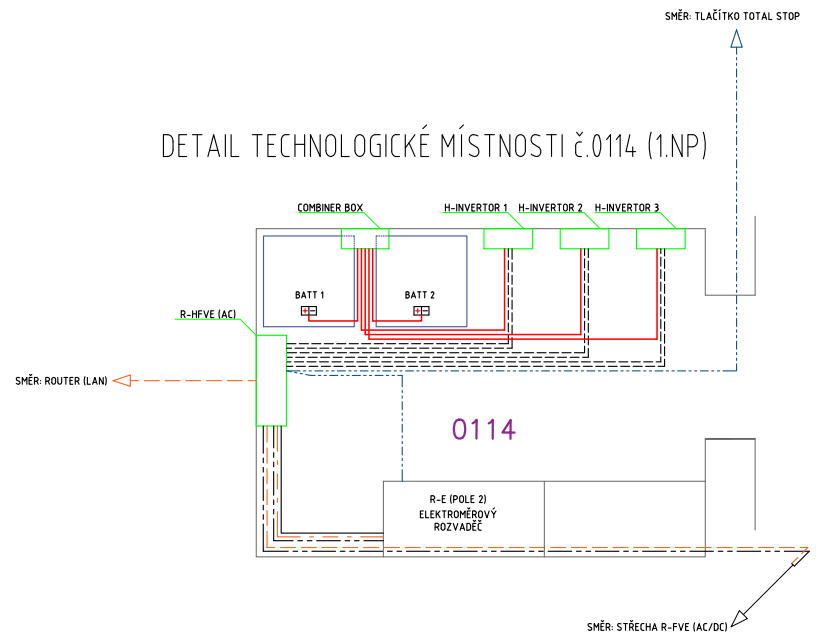 SMĚR: TLAČÍTKO TOTAL STOP
DETAIL TECHNOLOGICKÉ MÍSTNOSTI č.0114 (1.NP)
COMBINER BOX
H-INVERTOR 1
H-INVERTOR 2
H-INVERTOR 3
BATT 1
BATT 2
R-HFVE (AC)
SMĚR: ROUTER (LAN)
0114
R-E (POLE 2)
ELEKTROMĚROVÝ
ROZVADĚČ
SMĚR: STŘECHA R-FVE (AC/DC)